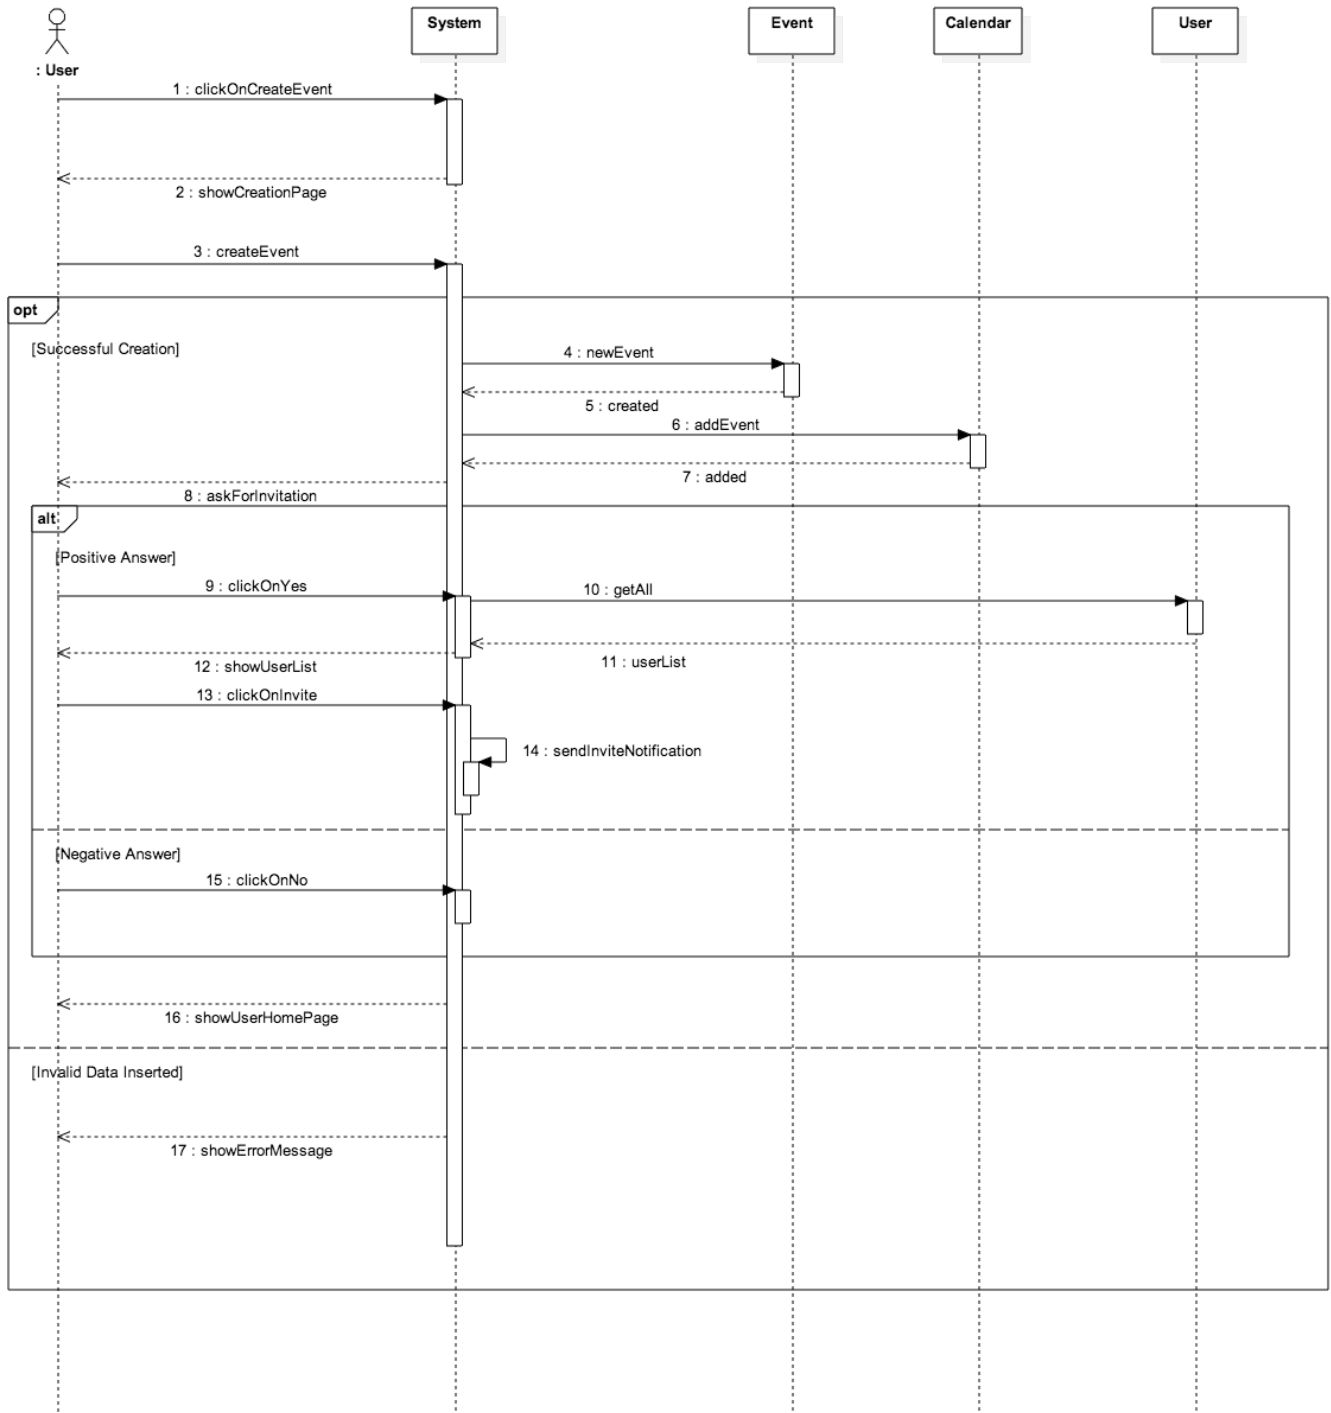 System
Event
Calendar
User
: User
1 : clickOnCreateEvent
2 : showCreationPage
3 : createEvent
opt
[Successful Creation]
4 : newEvent
5 : created
6 : addEvent
7 : added
8 : askForInvitation
alt
[Positive Answer]
9 : clickOnYes
10 : getAll
11 : userList
12 : showUserList
13 : clickOnInvite
14 : sendInviteNotification
[Negative Answer]
15 : clickOnNo
16 : showUserHomePage
[Invalid Data Inserted]
17 : showErrorMessage